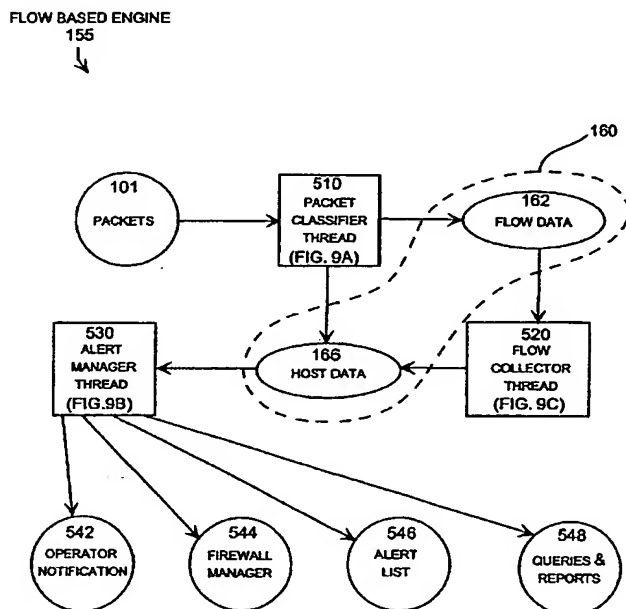 FLOW BASED ENGINE
155
160
101
PACKETS
510
PACKET
CLASSIFIER
THREAD
(FIG. 9A)
162
FLOW DATA
530
ALERT
MANAGER
THREAD
(FIG.9B)
166
HOST DATA
520
FLOW
COLLECTOR
THREAD
(FIG. 9C)
542
OPERATOR
NOTIFICATION
544
FIREWALL
MANAGER
546
ALERT
LIST
548
QUERIES &
REPORTS